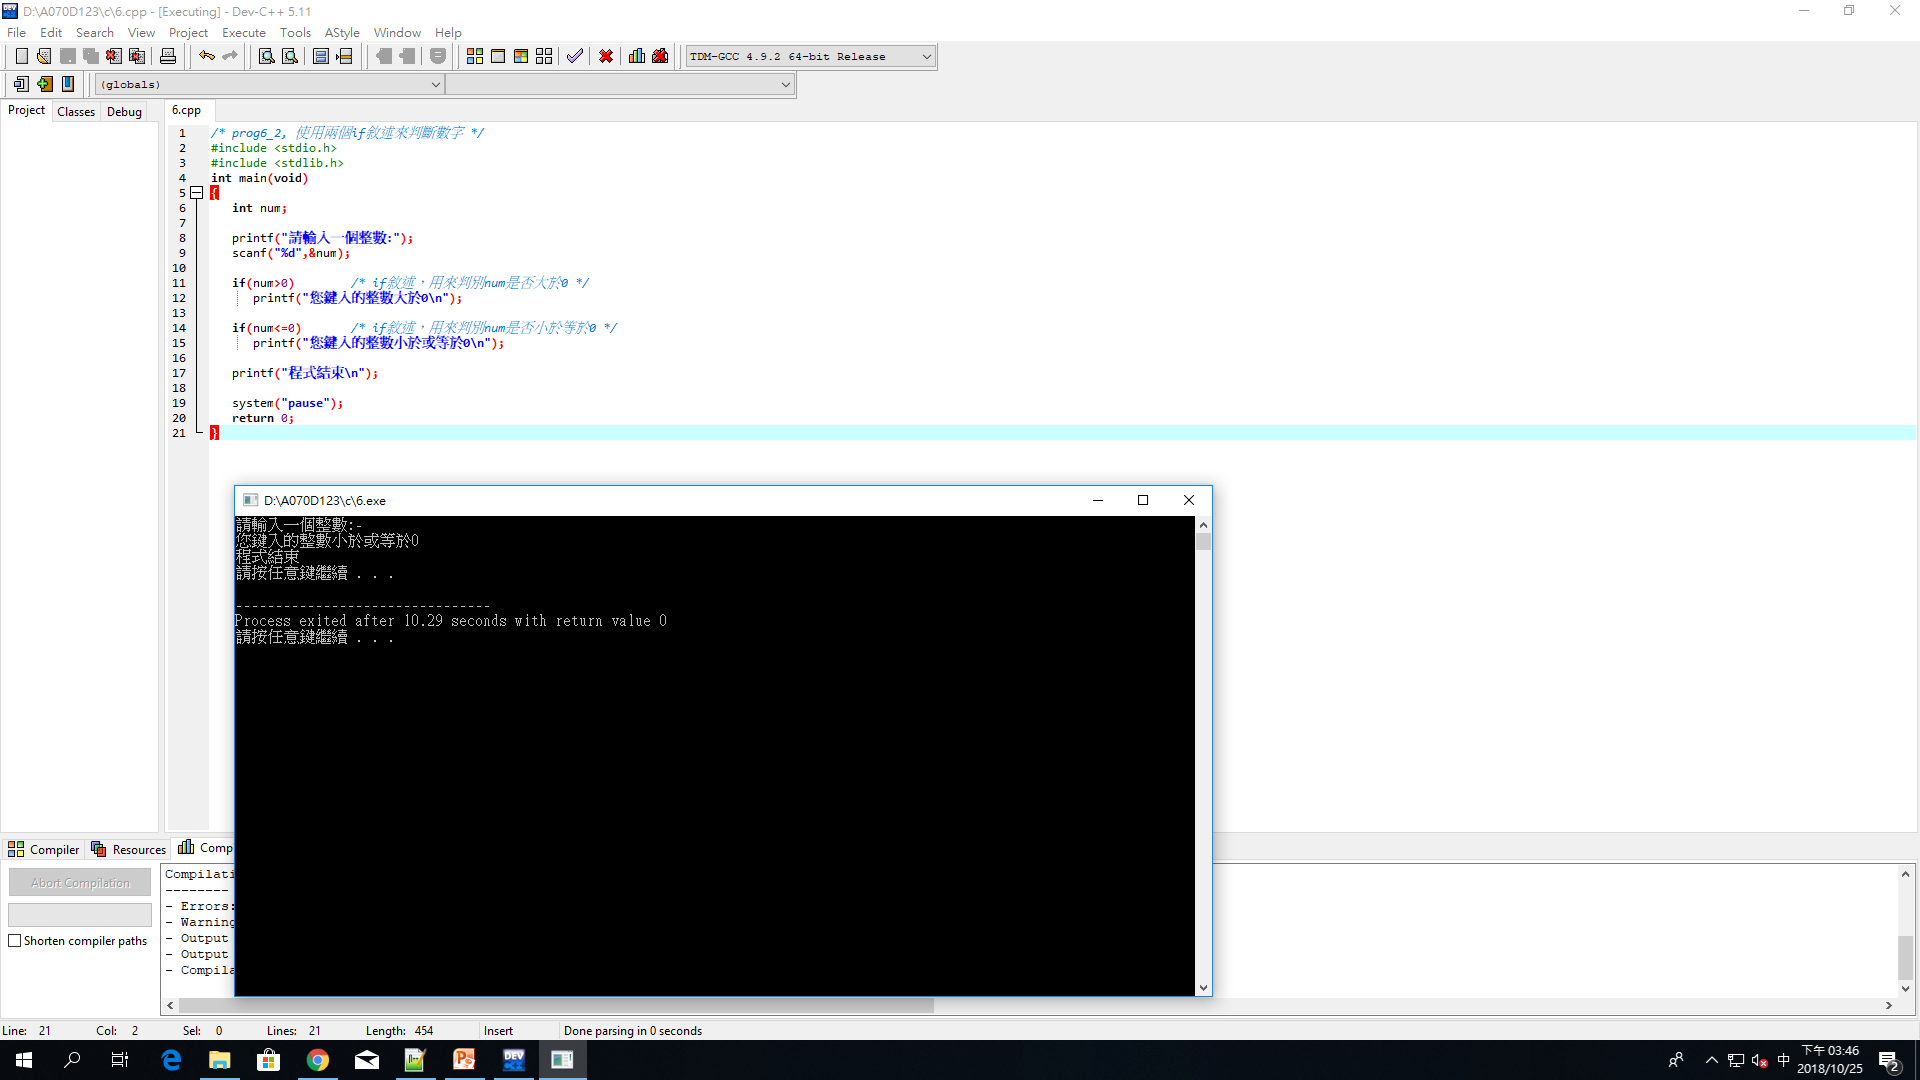 D:\A070D123\c\6.cpp - [Executing] - Dev-C++ 5.11
File Edit Search View Project Execute Tools AStyle Window Help
TDM-GCC 4.9.2 64-bit Release
(globals)
Project Classes Debug 6.cpp
1 /* prog6_2, 使用兩個if敘述來判斷數字 */
2 #include <stdio.h>
3 #include <stdlib.h>
4 int main(void)
5 {
6 int num;
7
8 printf("請輸入一個整數:");
9 scanf("%d",&num);
10
11 if(num>0) /* if敘述，用來判別num是否大於0 */
12 printf("您鍵入的整數大於0\n");
13
14 if(num<=0) /* if敘述，用來判別num是否小於等於0 */
15 printf("您鍵入的整數小於或等於0\n");
16
17 printf("程式結束\n");
18
19 system("pause");
20 return 0;
21 }
D:\A070D123\c\6.exe
請輸入一個整數:-
您鍵入的整數小於或等於0
程式結束
請按任意鍵繼續 . . .
--------------------------------
Process exited after 10.29 seconds with return value 0
請按任意鍵繼續 . . .
Compiler Resources Comp
Abort Compilation
Shorten compiler paths
Compilati
--------
- Errors:
- Warning
- Output
- Output
- Compila
Line: 21 Col: 2 Sel: 0 Lines: 21 Length: 454 Insert Done parsing in 0 seconds
中
下午 03:46
2018/10/25
2